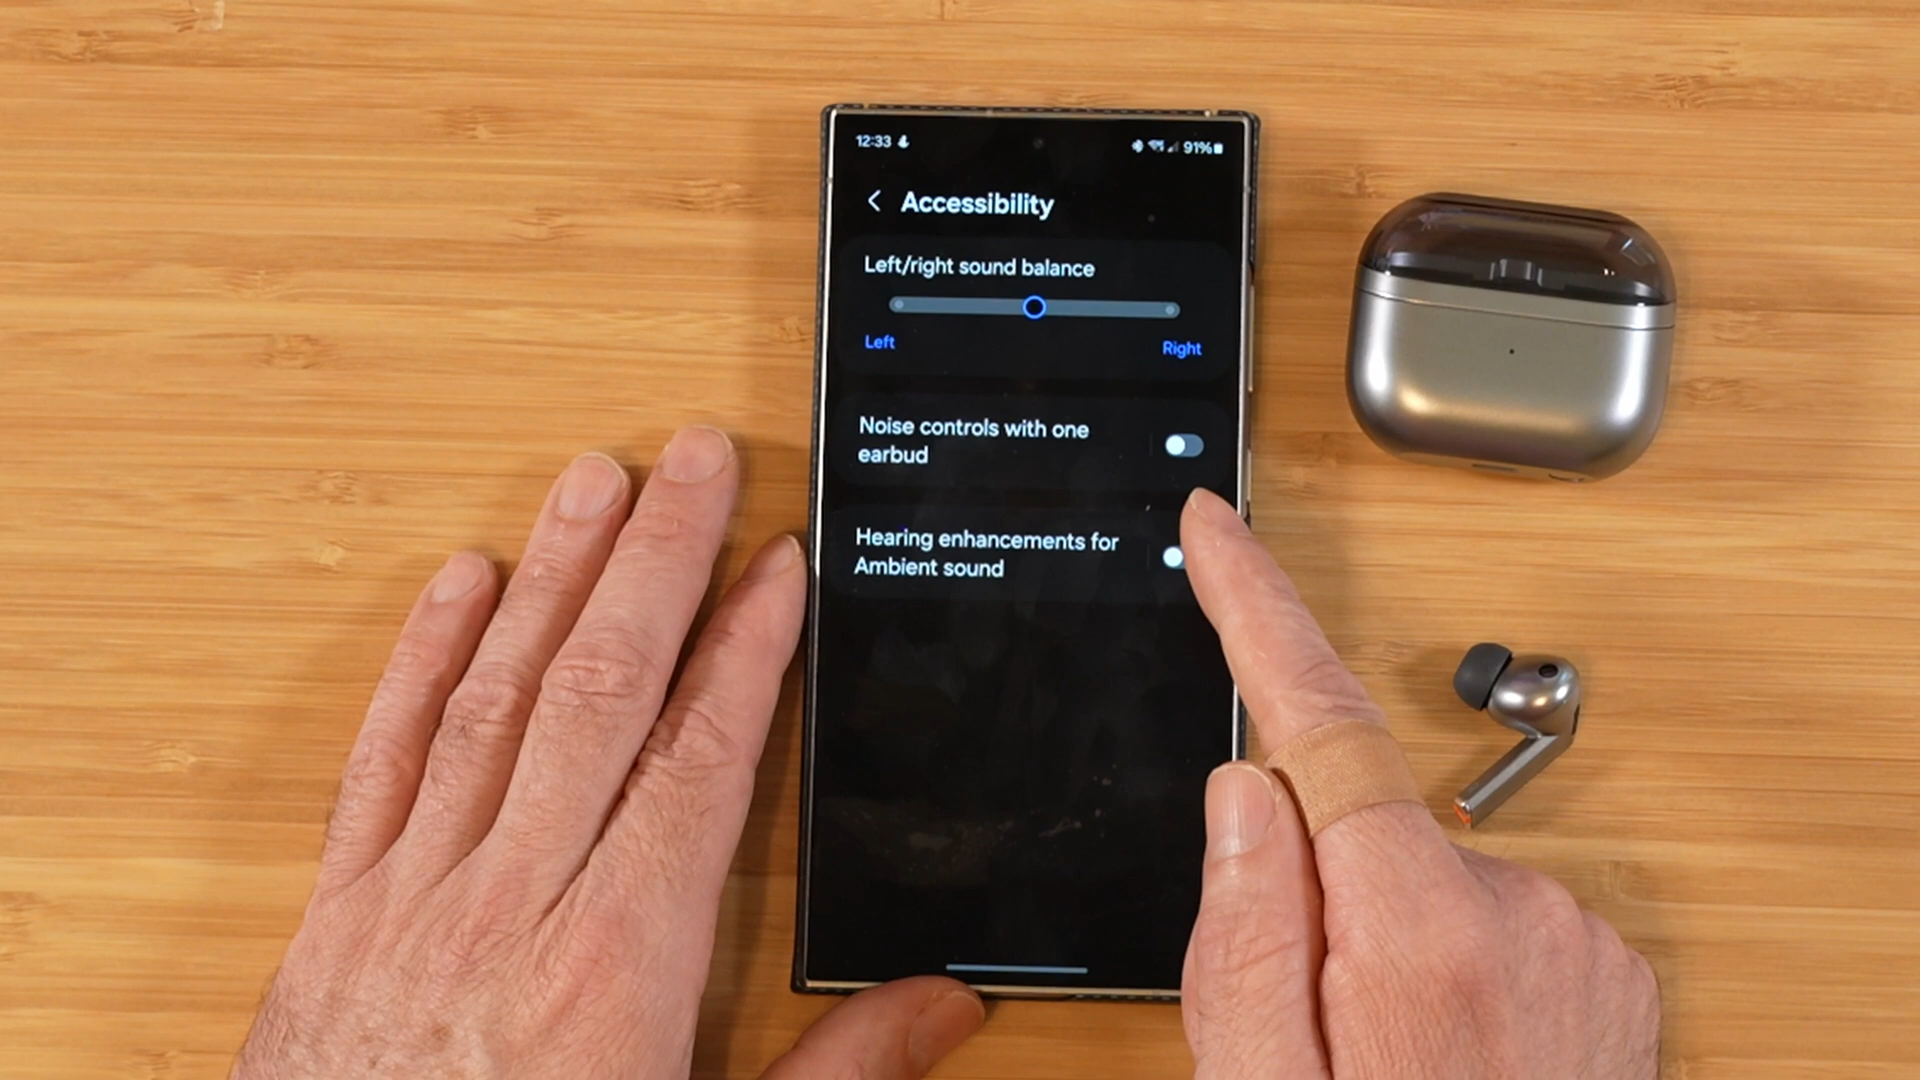 12:33 91%
Accessibility
Left/right sound balance
Left Right
Noise controls with one
earbud
Hearing enhancements for
Ambient sound